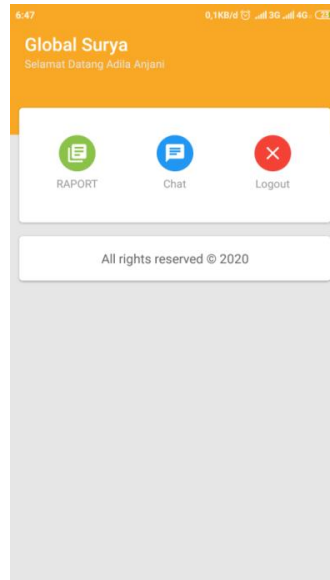 6:47 0,1KB/d 3G 4G
Global Surya
Selamat Datang Adila Anjani
RAPORT Chat Logout
All rights reserved © 2020